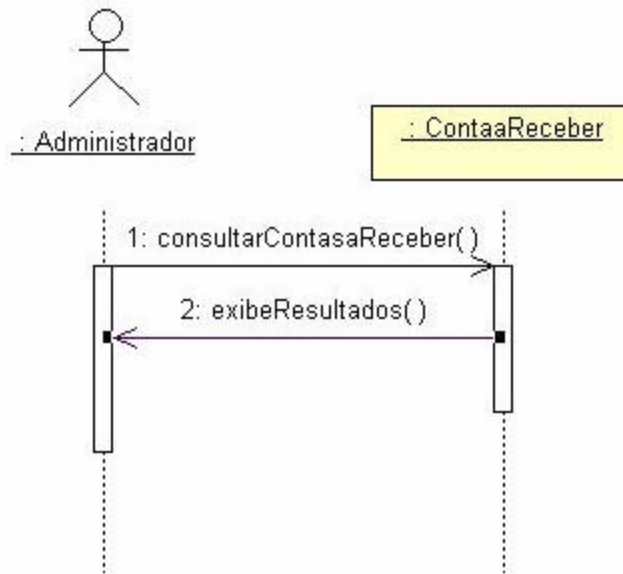 : Administrador
: ContaaReceber
1: consultarContasaReceber( )
2: exibeResultados( )